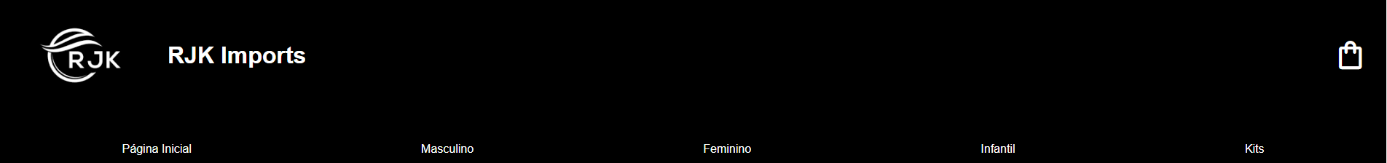 RJK
RJK Imports
Página Inicial
Masculino
Feminino
Infantil
Kits